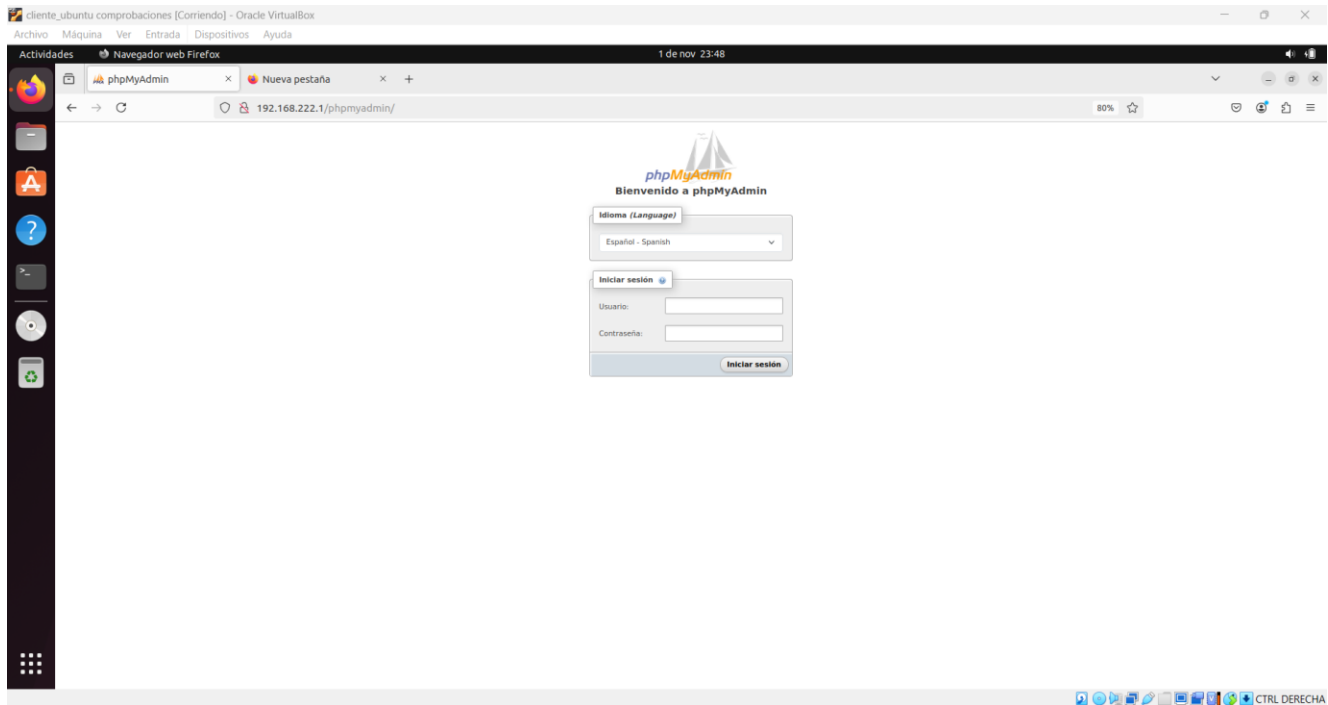 cliente_ubuntu comprobaciones [Corriendo] - Oracle VirtualBox
Archivo Máquina Ver Entrada Dispositivos Ayuda
Actividades Navegador web Firefox 1 de nov 23:48
phpMyAdmin Nueva pestaña
192.168.222.1/phpmyadmin/ 80%
phpMyAdmin
Bienvenido a phpMyAdmin
Idioma (Language)
Español - Spanish
Iniciar sesión
Usuario:
Contraseña:
Iniciar sesión
CTRL DERECHA